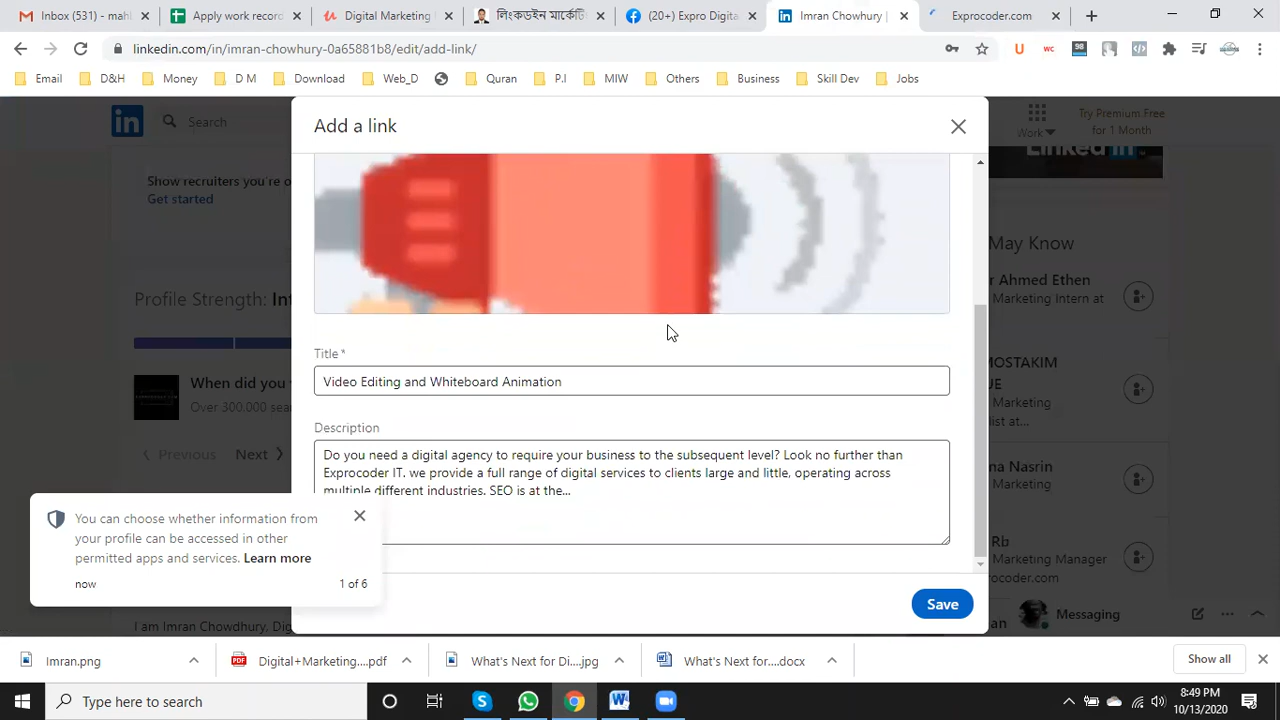 Inbox (531) - mahl
Apply work record
Digital Marketing
লিংকডইন মার্কেটি
(20+) Expro Digita
Imran Chowhury |
Exprocoder.com
linkedin.com/in/imran-chowhury-0a65881b8/edit/add-link/
Email
D&H
Money
D M
Download
Web_D
Quran
P.I
MIW
Others
Business
Skill Dev
Jobs
Search
Work
Try Premium Free
for 1 Month
Add a link
Show recruiters you're o
Get started
Linked in
May Know
Profile Strength: Int
r Ahmed Ethen
Marketing Intern at
When did you
Over 300,000 sea
Previous
Next
Title*
Video Editing and Whiteboard Animation
MOSTAKIM
UE
Marketing
list at...
Description
Do you need a digital agency to require your business to the subsequent level? Look no further than
Exprocoder IT. we provide a full range of digital services to clients large and little, operating across
multiple different industries. SEO is at the...
na Nasrin
Marketing
Rb
Marketing Manager
ocoder.com
You can choose whether information from
your profile can be accessed in other
permitted apps and services. Learn more
now
1 of 6
Save
Messaging
an
I am Imran Chowdhury, Dig
Imran.png
Digital+Marketing....pdf
What's Next for Di....jpg
What's Next for....docx
Show all
Type here to search
8:49 PM
10/13/2020